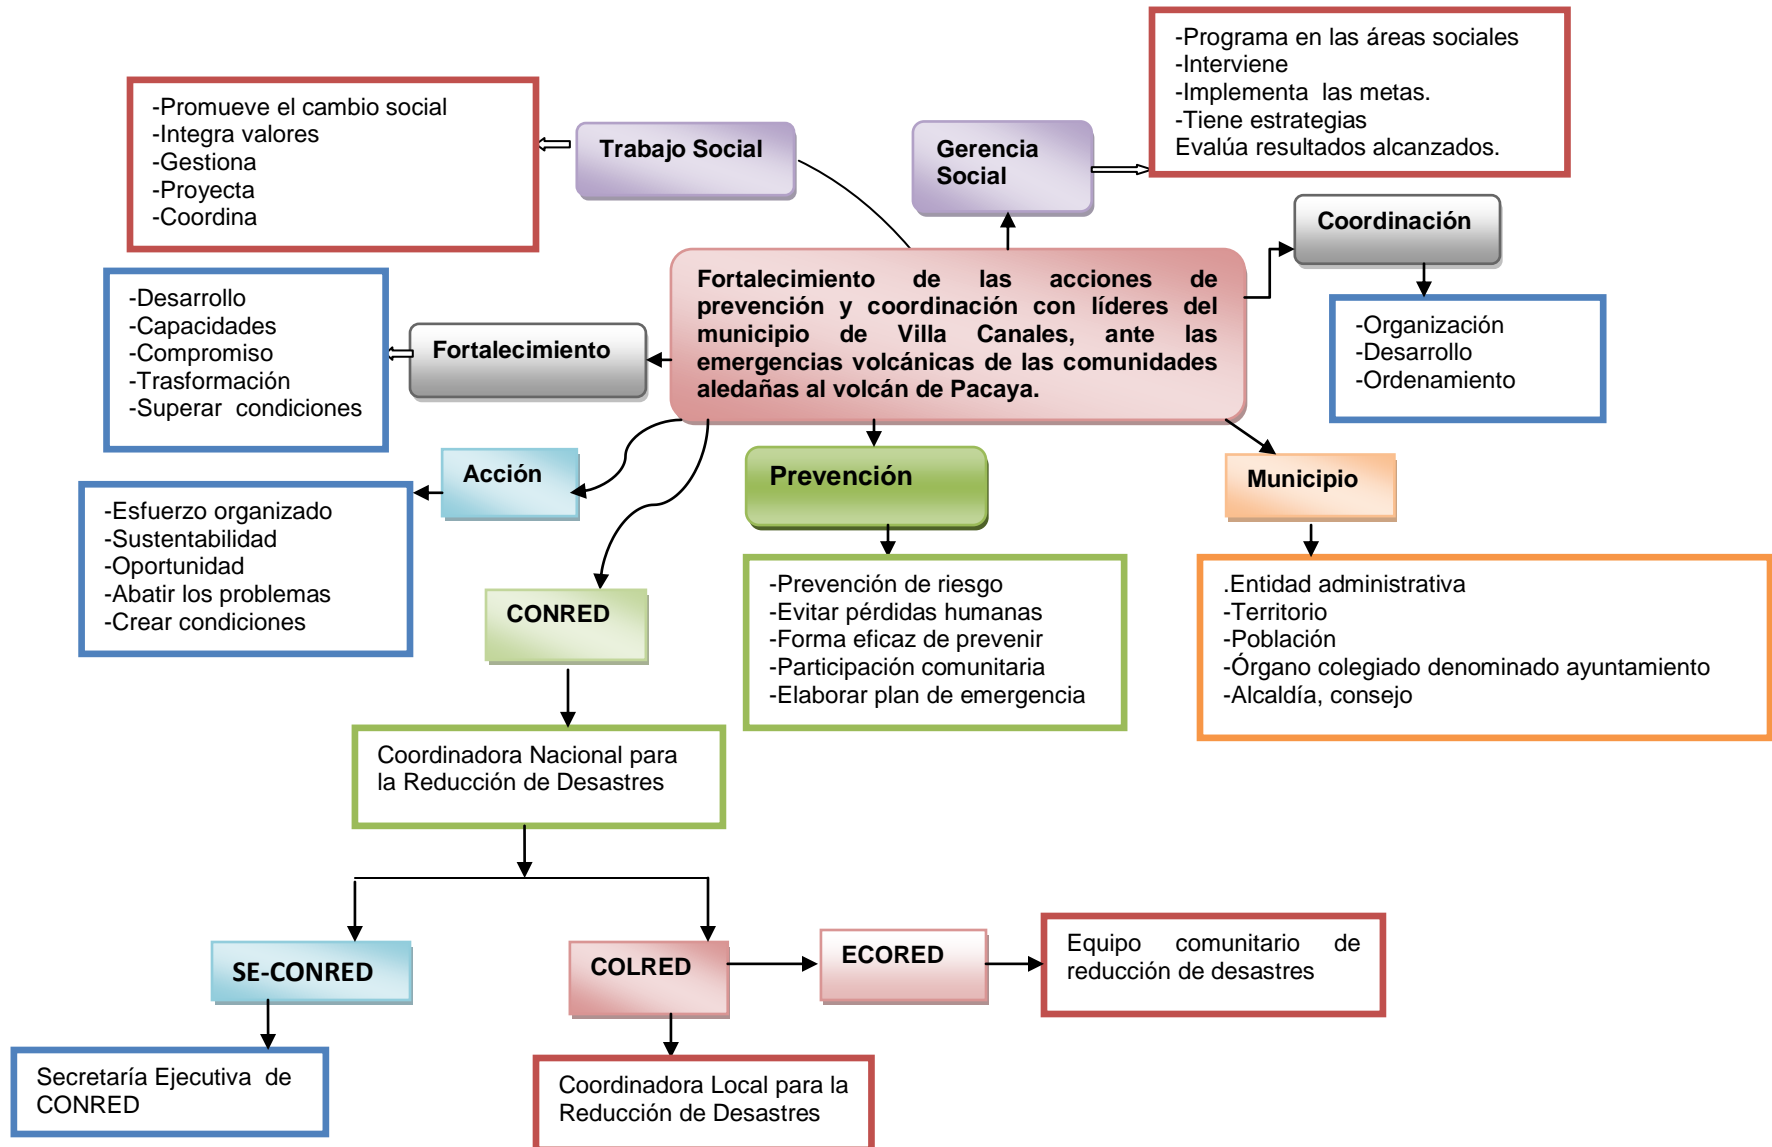 -Programa en las áreas sociales
-Interviene
-Implementa las metas.
-Tiene estrategias
Evalúa resultados alcanzados.
-Promueve el cambio social
-Integra valores
-Gestiona
-Proyecta
-Coordina
Trabajo Social
Gerencia
Social
Coordinación
-Organización
-Desarrollo
-Ordenamiento
Fortalecimiento de las acciones de
prevención y coordinación con líderes del
municipio de Villa Canales, ante las
emergencias volcánicas de las comunidades
aledañas al volcán de Pacaya.
Fortalecimiento
-Desarrollo
-Capacidades
-Compromiso
-Trasformación
-Superar condiciones
Acción
-Esfuerzo organizado
-Sustentabilidad
-Oportunidad
-Abatir los problemas
-Crear condiciones
Prevención
-Prevención de riesgo
-Evitar pérdidas humanas
-Forma eficaz de prevenir
-Participación comunitaria
-Elaborar plan de emergencia
Municipio
.Entidad administrativa
-Territorio
-Población
-Órgano colegiado denominado ayuntamiento
-Alcaldía, consejo
CONRED
Coordinadora Nacional para
la Reducción de Desastres
SE-CONRED
Secretaría Ejecutiva de
CONRED
COLRED
Coordinadora Local para la
Reducción de Desastres
ECORED
Equipo comunitario de
reducción de desastres